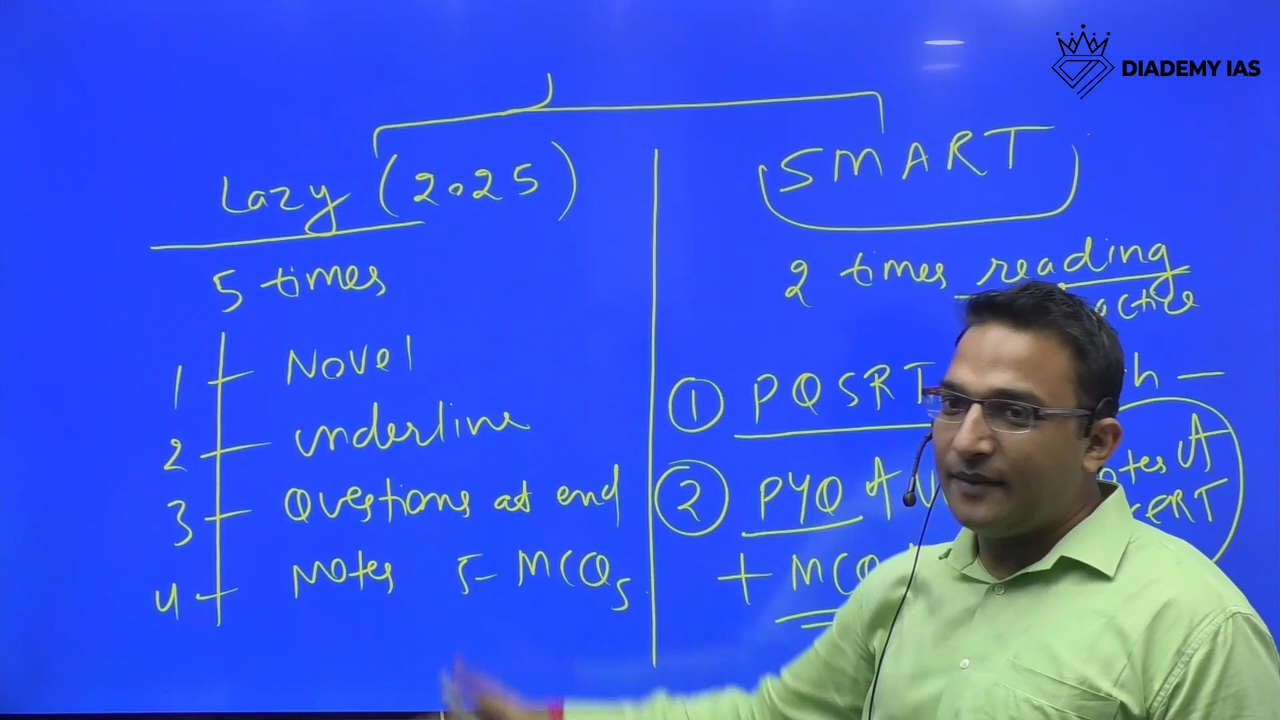 DIADEMY IAS
Lazy (2025)
5 times
1 Novel
2 underline
3 Questions at end
4 Notes 5- MCQs
SMART
2 times reading
① PQSRT
② PYQ
+ MCQ